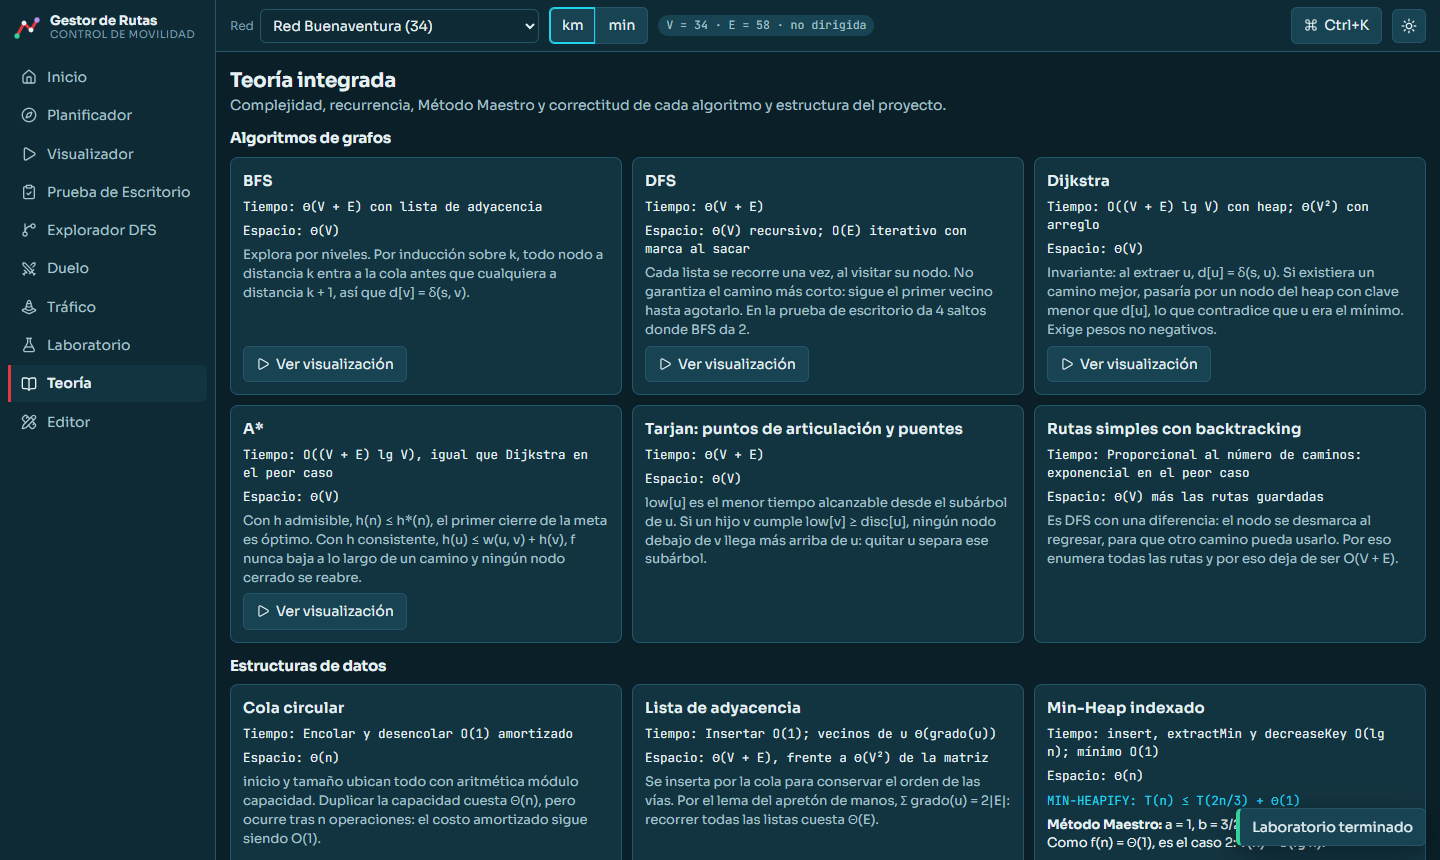 Gestor de Rutas
CONTROL DE MOVILIDAD
Inicio
Planificador
Visualizador
Prueba de Escritorio
Explorador DFS
Duelo
Tráfico
Laboratorio
Teoría
Editor
Red
Red Buenaventura (34)
km
min
V = 34 · E = 58 · no dirigida
⌘ Ctrl+K
Teoría integrada
Complejidad, recurrencia, Método Maestro y correctitud de cada algoritmo y estructura del proyecto.
Algoritmos de grafos
BFS
Tiempo: Θ(V + E) con lista de adyacencia
Espacio: Θ(V)
Explora por niveles. Por inducción sobre k, todo nodo a
distancia k entra a la cola antes que cualquiera a
distancia k + 1, así que d[v] = δ(s, v).
Ver visualización
DFS
Tiempo: Θ(V + E)
Espacio: Θ(V) recursivo; O(E) iterativo con
marca al sacar
Cada lista se recorre una vez, al visitar su nodo. No
garantiza el camino más corto: sigue el primer vecino
hasta agotarlo. En la prueba de escritorio da 4 saltos
donde BFS da 2.
Ver visualización
Dijkstra
Tiempo: O((V + E) lg V) con heap; Θ(V²) con
arreglo
Espacio: Θ(V)
Invariante: al extraer u, d[u] = δ(s, u). Si existiera un
camino mejor, pasaría por un nodo del heap con clave
menor que d[u], lo que contradice que u era el mínimo.
Exige pesos no negativos.
Ver visualización
A*
Tiempo: O((V + E) lg V), igual que Dijkstra en
el peor caso
Espacio: Θ(V)
Con h admisible, h(n) ≤ h*(n), el primer cierre de la meta
es óptimo. Con h consistente, h(u) ≤ w(u, v) + h(v), f
nunca baja a lo largo de un camino y ningún nodo
cerrado se reabre.
Ver visualización
Tarjan: puntos de articulación y puentes
Tiempo: Θ(V + E)
Espacio: Θ(V)
low[u] es el menor tiempo alcanzable desde el subárbol
de u. Si un hijo v cumple low[v] ≥ disc[u], ningún nodo
debajo de v llega más arriba de u: quitar u separa ese
subárbol.
Rutas simples con backtracking
Tiempo: Proporcional al número de caminos:
exponencial en el peor caso
Espacio: Θ(V) más las rutas guardadas
Es DFS con una diferencia: el nodo se desmarca al
regresar, para que otro camino pueda usarlo. Por eso
enumera todas las rutas y por eso deja de ser O(V + E).
Estructuras de datos
Cola circular
Tiempo: Encolar y desencolar O(1) amortizado
Espacio: Θ(n)
inicio y tamaño ubican todo con aritmética módulo
capacidad. Duplicar la capacidad cuesta Θ(n), pero
ocurre tras n operaciones: el costo amortizado sigue
siendo O(1).
Lista de adyacencia
Tiempo: Insertar O(1); vecinos de u Θ(grado(u))
Espacio: Θ(V + E), frente a Θ(V²) de la matriz
Se inserta por la cola para conservar el orden de las
vías. Por el lema del apretón de manos, Σ grado(u) = 2|E|:
recorrer todas las listas cuesta Θ(E).
Min-Heap indexado
Tiempo: insert, extractMin y decreaseKey O(lg
n); mínimo O(1)
Espacio: Θ(n)
MIN-HEAPIFY: T(n) ≤ T(2n/3) + Θ(1)
Método Maestro: a = 1, b = 3/2
Como f(n) = Θ(1), es el caso 2:
Laboratorio terminado